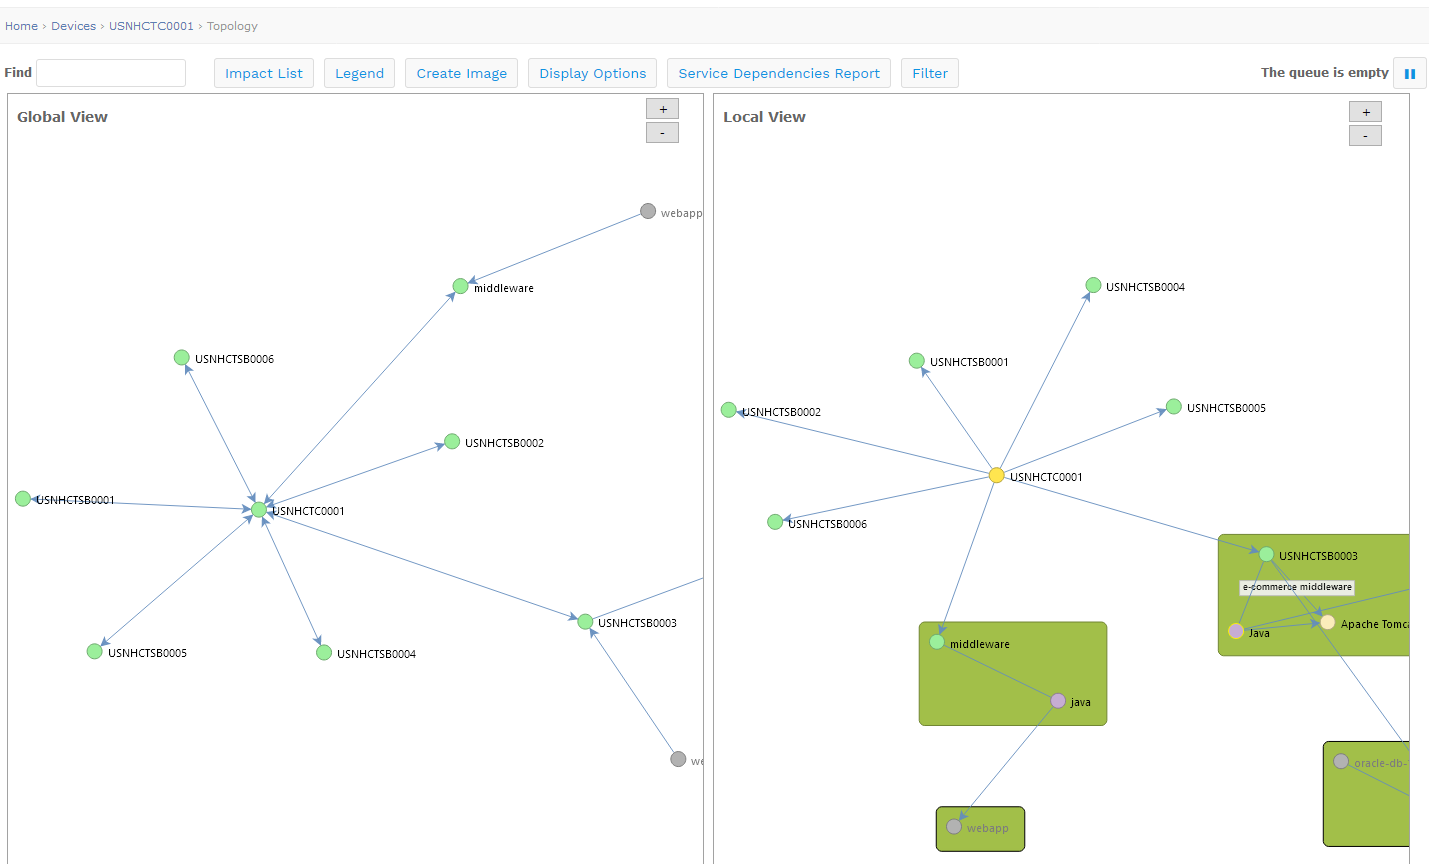 Home › Devices › USNHCTC0001 › Topology
Find Impact List Legend Create Image Display Options Service Dependencies Report Filter The queue is empty
Global View
+
-
webapp
middleware
USNHCTSB0006
USNHCTSB0002
USNHCTSB0001
USNHCTC0001
USNHCTSB0003
USNHCTSB0005
USNHCTSB0004
we
Local View
+
-
USNHCTSB0004
USNHCTSB0001
USNHCTSB0002
USNHCTSB0005
USNHCTC0001
USNHCTSB0006
USNHCTSB0003
e-commerce middleware
Apache Tomca
Java
middleware
java
oracle-db-
webapp